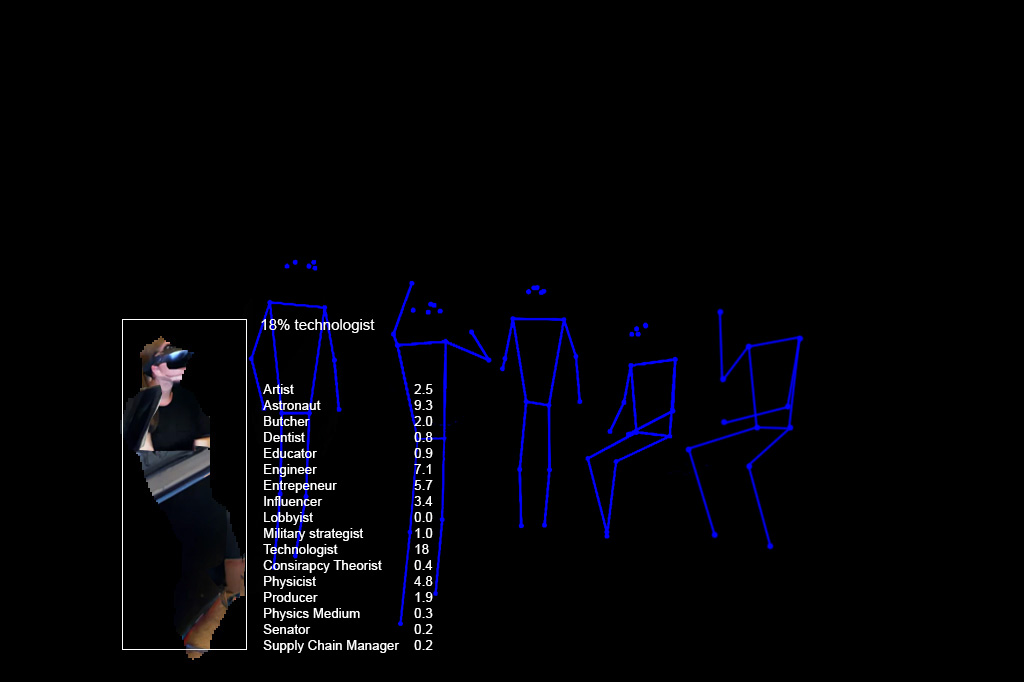 18% technologist
Artist 2.5
Astronaut 9.3
Butcher 2.0
Dentist 0.8
Educator 0.9
Engineer 7.1
Entrepeneur 5.7
Influencer 3.4
Lobbyist 0.0
Military strategist 1.0
Technologist 18
Consirapcy Theorist 0.4
Physicist 4.8
Producer 1.9
Physics Medium 0.3
Senator 0.2
Supply Chain Manager 0.2